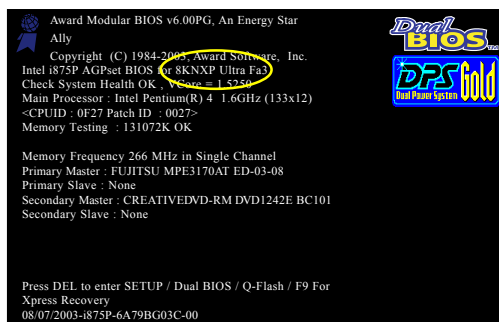 Award Modular BIOS v6.00PG, An Energy Star
Ally
Copyright (C) 1984-2003, Award Software, Inc.
Intel i875P AGPset BIOS for 8KNXP Ultra Fa3
Check System Health OK , VCore = 1.5250
Main Processor : Intel Pentium(R) 4 1.6GHz (133x12)
<CPUID : 0F27 Patch ID : 0027>
Memory Testing : 131072K OK
Memory Frequency 266 MHz in Single Channel
Primary Master : FUJITSU MPE3170AT ED-03-08
Primary Slave : None
Secondary Master : CREATIVEDVD-RM DVD1242E BC101
Secondary Slave : None
Press DEL to enter SETUP / Dual BIOS / Q-Flash / F9 For
Xpress Recovery
08/07/2003-i875P-6A79BG03C-00
Dual
BIOS
DPS Gold
Dual Power System